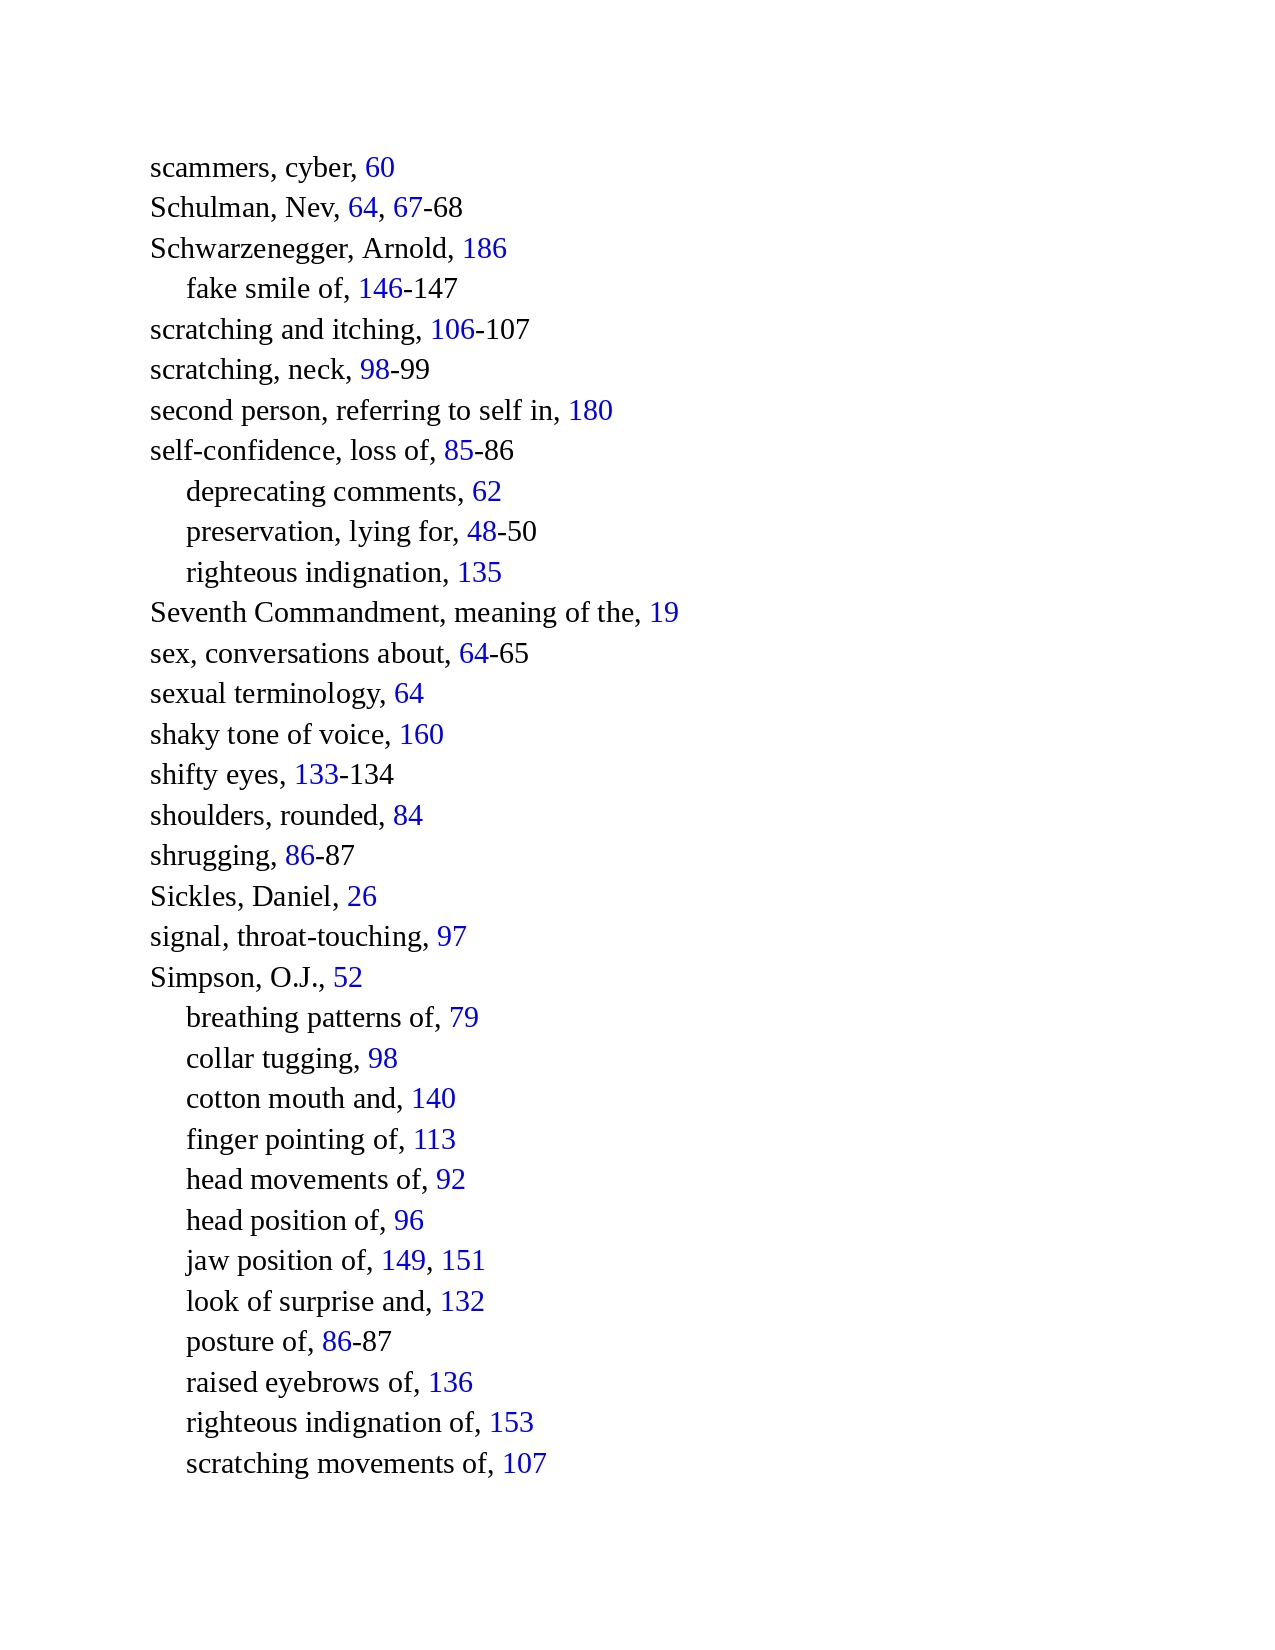 scammers, cyber, 60
Schulman, Nev, 64, 67-68
Schwarzenegger, Arnold, 186
fake smile of, 146-147
scratching and itching, 106-107
scratching, neck, 98-99
second person, referring to self in, 180
self-confidence, loss of, 85-86
deprecating comments, 62
preservation, lying for, 48-50
righteous indignation, 135
Seventh Commandment, meaning of the, 19
sex, conversations about, 64-65
sexual terminology, 64
shaky tone of voice, 160
shifty eyes, 133-134
shoulders, rounded, 84
shrugging, 86-87
Sickles, Daniel, 26
signal, throat-touching, 97
Simpson, O.J., 52
breathing patterns of, 79
collar tugging, 98
cotton mouth and, 140
finger pointing of, 113
head movements of, 92
head position of, 96
jaw position of, 149, 151
look of surprise and, 132
posture of, 86-87
raised eyebrows of, 136
righteous indignation of, 153
scratching movements of, 107